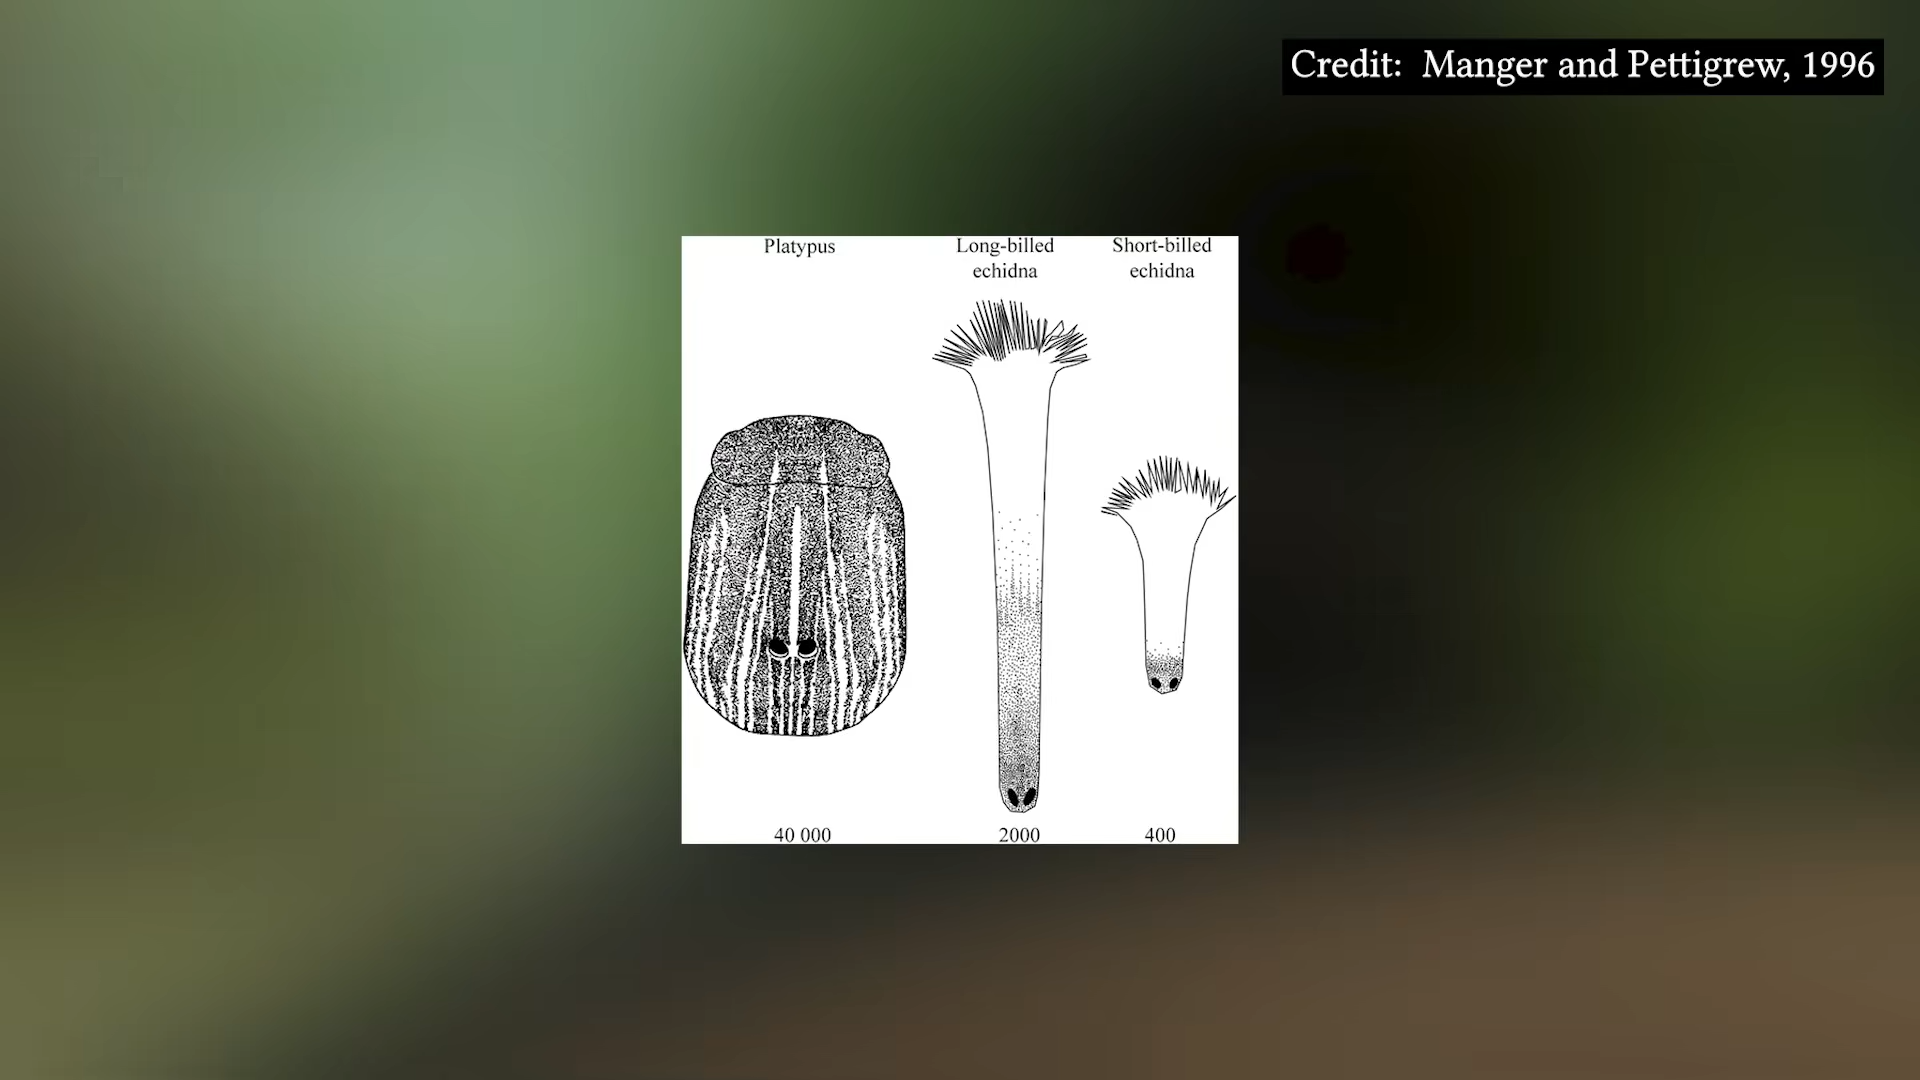 Credit:  Manger and Pettigrew, 1996
Platypus
Long-billed
echidna
Short-billed
echidna
40 000
2000
400